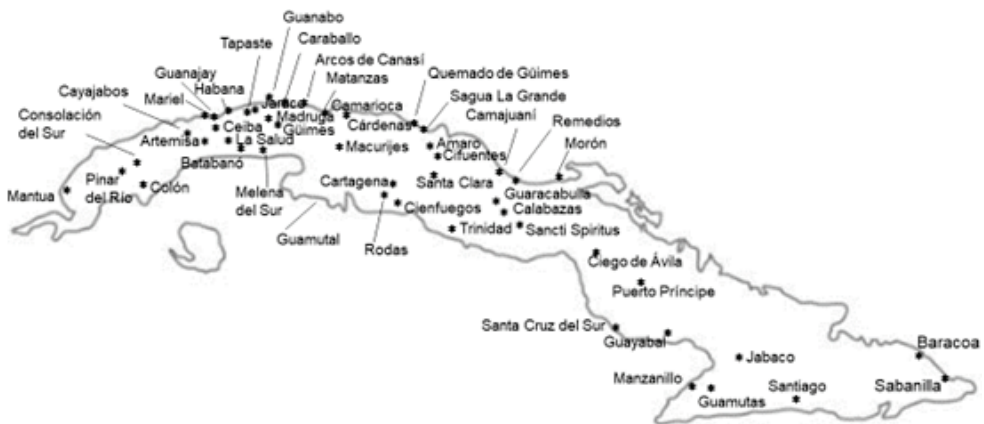 Guanabo
Caraballo
Tapaste
Arcos de Canasí
Matanzas
Guanajay
Habana
Quemado de Güimes
Cayajabos
Mariel
Jaruco
Camarioca
Sagua La Grande
Consolación
del Sur
Madruga
Cárdenas
Camajuaní
Remedios
Artemisa
Ceiba
Güimes
Macurijes
Amaro
Morón
La Salud
Cifuentes
Batabanó
Mantua
Pinar
del Río
Colón
Melena
del Sur
Cartagena
Santa Clara
Guaracabulla
Calabazas
Cienfuegos
Guamutal
Rodas
Trinidad
Sancti Spiritus
Ciego de Ávila
Puerto Príncipe
Santa Cruz del Sur
Guayabal
Baracoa
Jabaco
Manzanillo
Santiago
Sabanilla
Guamutas